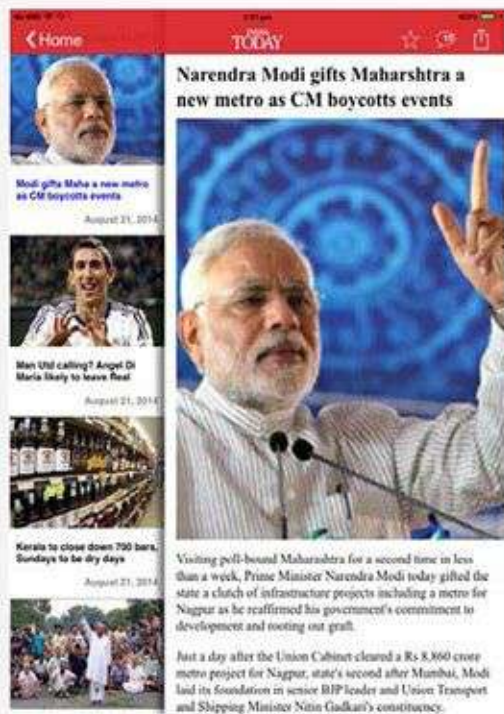 Home
INDIA
TODAY
15
Modi gifts Maha a new metro
as CM boycotts events
August 21, 2014
Man Utd calling? Angel Di
Maria likely to leave Real
August 21, 2014
Kerala to close down 700 bars,
Sundays to be dry days
August 21, 2014
Narendra Modi gifts Maharshtra a
new metro as CM boycotts events
Visiting poll-bound Maharashtra for a second time in less
than a week, Prime Minister Narendra Modi today gifted the
state a clutch of infrastructure projects including a metro for
Nagpur as he reaffirmed his government's commitment to
development and rooting out graft.
Just a day after the Union Cabinet cleared a Rs 8,860 crore
metro project for Nagpur, state's second after Mumbai, Modi
laid its foundation in senior BJP leader and Union Transport
and Shipping Minister Nitin Gadkari's constituency.